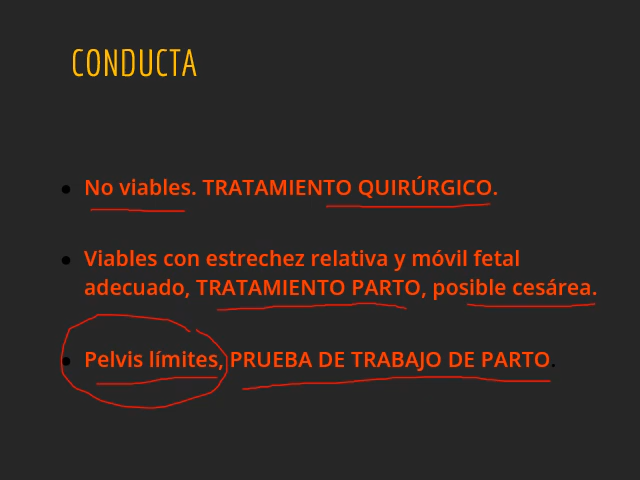 CONDUCTA
No viables. TRATAMIENTO QUIRÚRGICO.
Viables con estrechez relativa y móvil fetal
adecuado, TRATAMIENTO PARTO, posible cesárea.
Pelvis límites, PRUEBA DE TRABAJO DE PARTO.